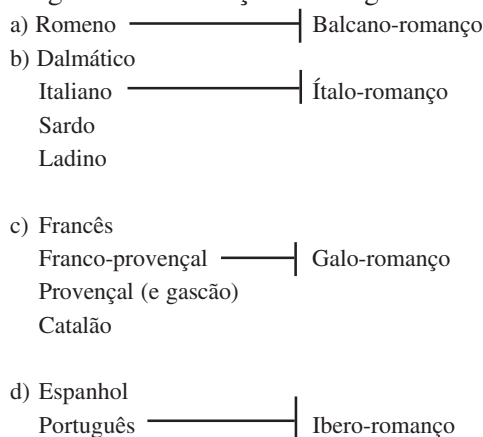 a) Romeno Balcano-romanço
b) Dalmático
Italiano Ítalo-romanço
Sardo
Ladino
c) Francês
Franco-provençal Galo-romanço
Provençal (e gascão)
Catalão
d) Espanhol
Português Ibero-romanço